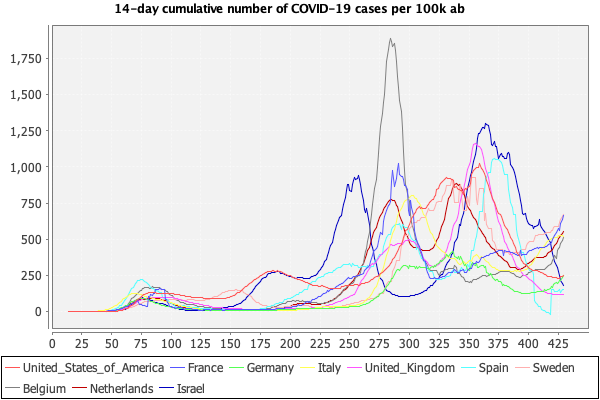 14-day cumulative number of COVID-19 cases per 100k ab
1,750
1,500
1,250
1,000
750
500
250
0
0 25 50 75 100 125 150 175 200 225 250 275 300 325 350 375 400 425
United_States_of_America France Germany Italy United_Kingdom Spain Sweden
Belgium Netherlands Israel